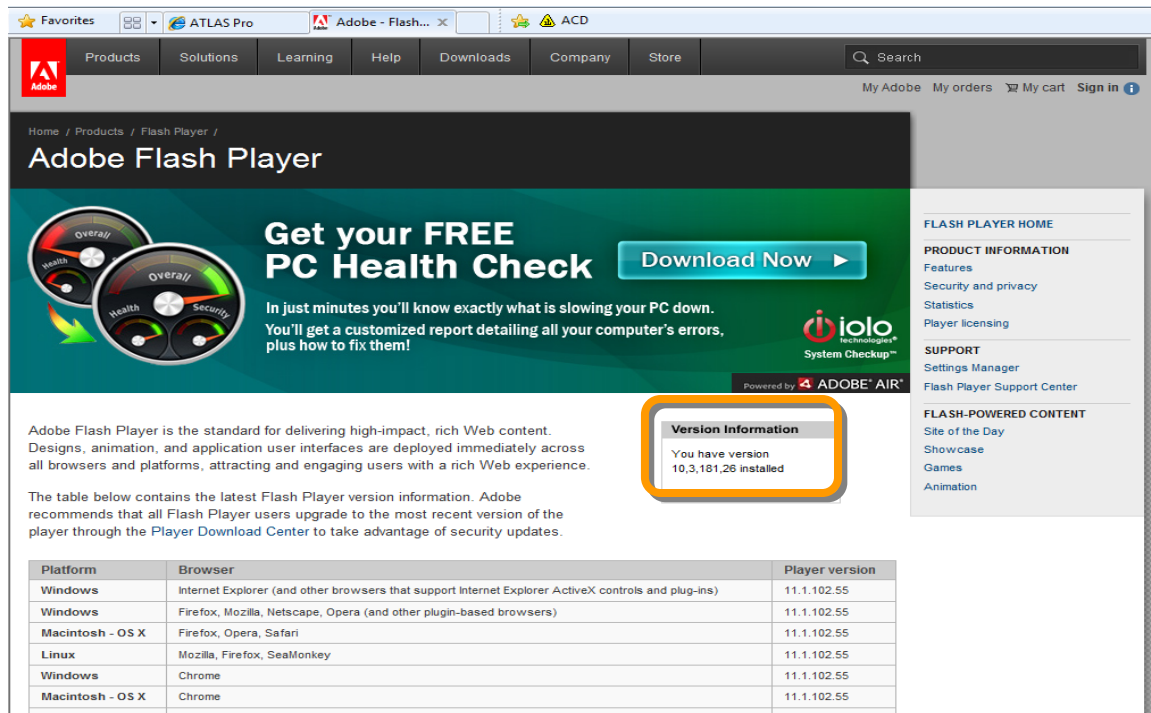 Favorites ATLAS Pro Adobe - Flash... ACD
Adobe
Products Solutions Learning Help Downloads Company Store Search
My Adobe My orders My cart Sign in
Home / Products / Flash Player /
Adobe Flash Player
Get your FREE
PC Health Check
Download Now
In just minutes you'll know exactly what is slowing your PC down.
You'll get a customized report detailing all your computer's errors,
plus how to fix them!
Overall
Health
Overall
Health Security
iolo
technologies®
System Checkup™
Powered by ADOBE® AIR®
FLASH PLAYER HOME
PRODUCT INFORMATION
Features
Security and privacy
Statistics
Player licensing
SUPPORT
Settings Manager
Flash Player Support Center
FLASH-POWERED CONTENT
Site of the Day
Showcase
Games
Animation
Adobe Flash Player is the standard for delivering high-impact, rich Web content.
Designs, animation, and application user interfaces are deployed immediately across
all browsers and platforms, attracting and engaging users with a rich Web experience.
Version Information
You have version
10,3,181,26 installed
The table below contains the latest Flash Player version information. Adobe
recommends that all Flash Player users upgrade to the most recent version of the
player through the Player Download Center to take advantage of security updates.
Platform Browser Player version
Windows Internet Explorer (and other browsers that support Internet Explorer ActiveX controls and plug-ins) 11.1.102.55
Windows Firefox, Mozilla, Netscape, Opera (and other plugin-based browsers) 11.1.102.55
Macintosh - OS X Firefox, Opera, Safari 11.1.102.55
Linux Mozilla, Firefox, SeaMonkey 11.1.102.55
Windows Chrome 11.1.102.55
Macintosh - OS X Chrome 11.1.102.55